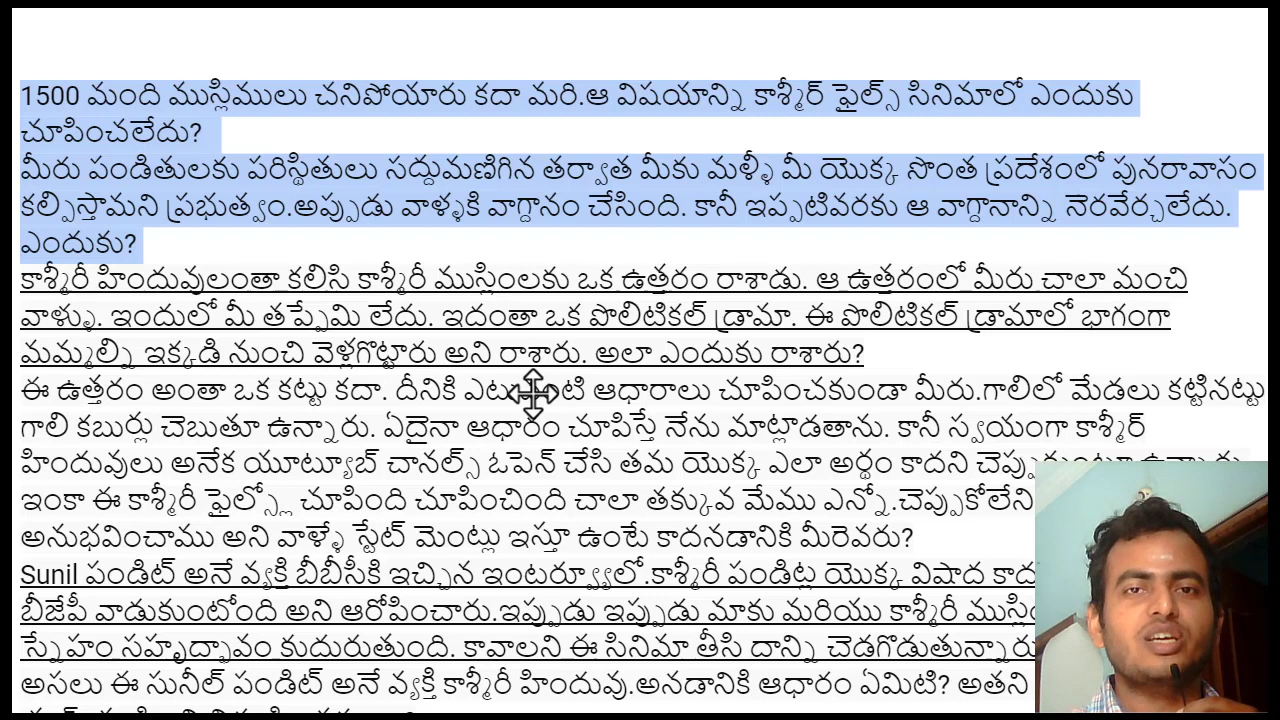 1500 మంది ముస్లిములు చనిపోయారు కదా మరి.ఆ విషయాన్ని కాశ్మీర్ ఫైల్స్ సినిమాలో ఎందుకు
చూపించలేదు?
మీరు పండితులకు పరిస్థితులు సద్దుమణిగిన తర్వాత మీకు మళ్ళీ మీ యొక్క సొంత ప్రదేశంలో పునరావాసం
కల్పిస్తామని ప్రభుత్వం.అప్పుడు వాళ్ళకి వాగ్దానం చేసింది. కానీ ఇప్పటివరకు ఆ వాగ్దానాన్ని నెరవేర్చలేదు.
ఎందుకు?
కాశ్మీరీ హిందువులంతా కలిసి కాశ్మీరీ ముస్లింలకు ఒక ఉత్తరం రాశాడు. ఆ ఉత్తరంలో మీరు చాలా మంచి
వాళ్ళు. ఇందులో మీ తప్పేమి లేదు. ఇదంతా ఒక పొలిటికల్ డ్రామా. ఈ పొలిటికల్ డ్రామాలో భాగంగా
మమ్మల్ని ఇక్కడి నుంచి వెళ్లగొట్టారు అని రాశారు. అలా ఎందుకు రాశారు?
ఈ ఉత్తరం అంతా ఒక కట్టు కదా. దీనికి ఆధారాలు చూపించకుండా మీరు.గాలిలో మేడలు కట్టినట్టు
గాలి కబుర్లు చెబుతూ ఉన్నారు. ఏదైనా ఆధారం చూపిస్తే నేను మాట్లాడతాను. కానీ స్వయంగా కాశ్మీర్
హిందువులు అనేక యూట్యూబ్ చానల్స్ ఓపెన్ చేసి తమ యొక్క ఎలా అర్థం కాదని
ఇంకా ఈ కాశ్మీరీ ఫైల్స్లో చూపింది చూపించింది చాలా తక్కువ మేము ఎన్నో.చెప్పుకోలేని
అనుభవించాము అని వాళ్ళే స్టేట్ మెంట్లు ఇస్తూ ఉంటే కాదనడానికి మీరెవరు?
Sunil పండిట్ అనే వ్యక్తి బీబీసీకి ఇచ్చిన ఇంటర్వ్యూలో.కాశ్మీరీ పండిట్ల యొక్క విషాద
బీజేపీ వాడుకుంటోంది అని ఆరోపించారు.ఇప్పుడు ఇప్పుడు మాకు మరియు కాశ్మీరీ
స్నేహం సహృద్భావం కుదురుతుంది. కావాలని ఈ సినిమా తీసి దాన్ని చెడగొడుతున్నారు
అసలు ఈ సునీల్ పండిట్ అనే వ్యక్తి కాశ్మీరీ హిందువు.అనడానికి ఆధారం ఏమిటి? అతని